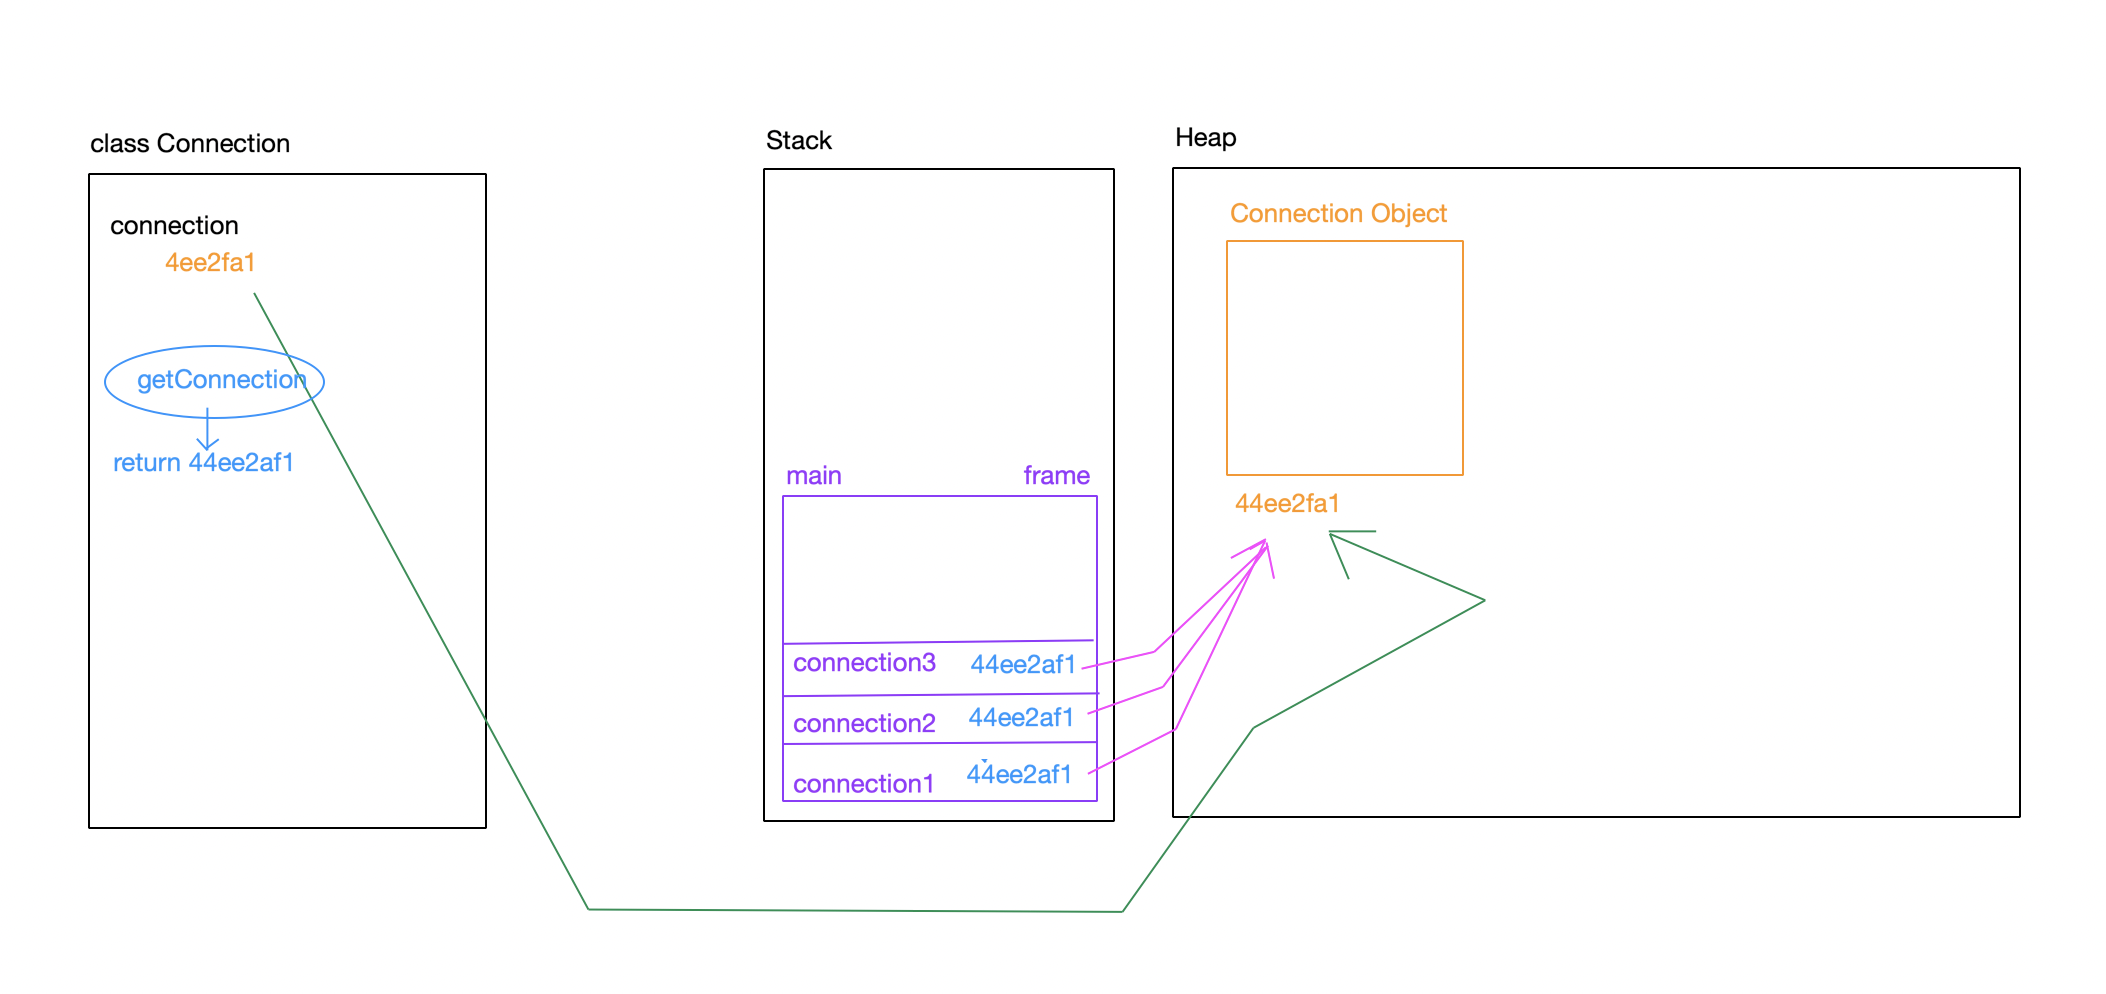 class Connection
connection
4ee2fa1
getConnection
return 44ee2af1
Stack
main frame
connection3 44ee2af1
connection2 44ee2af1
connection1 44ee2af1
Heap
Connection Object
44ee2fa1